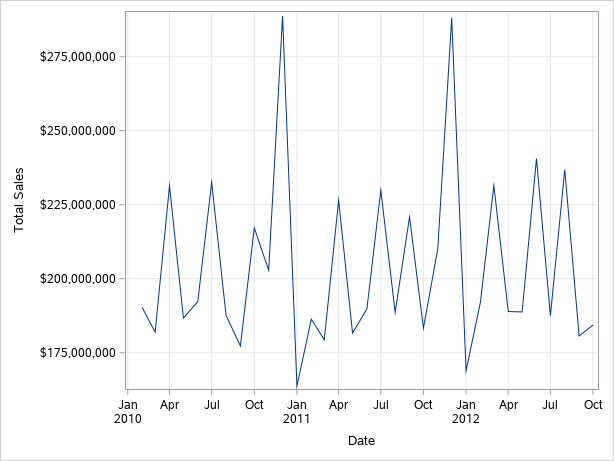 $275,000,000
$250,000,000
$225,000,000
$200,000,000
$175,000,000
Total Sales
Jan Apr Jul Oct Jan Apr Jul Oct Jan Apr Jul Oct
2010 2011 2012
Date